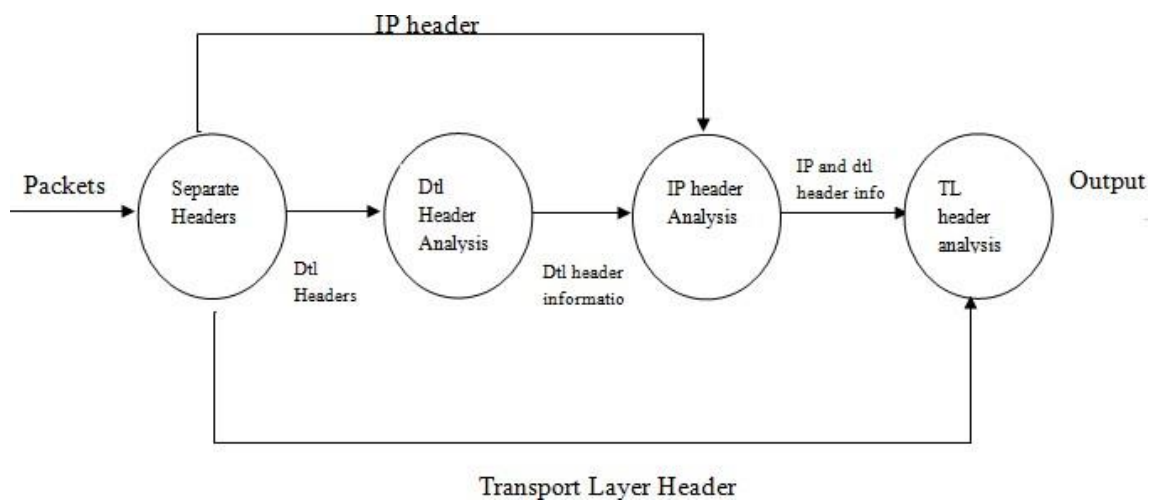 IP header
Packets
Separate
Headers
Dtl
Headers
Dtl
Header
Analysis
Dtl header
informatio
IP header
Analysis
IP and dtl
header info
TL
header
analysis
Output
Transport Layer Header